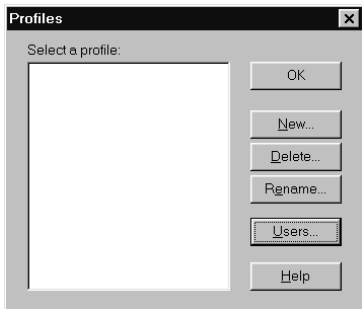 Profiles
Select a profile:
OK
New...
Delete...
Rename...
Users...
Help